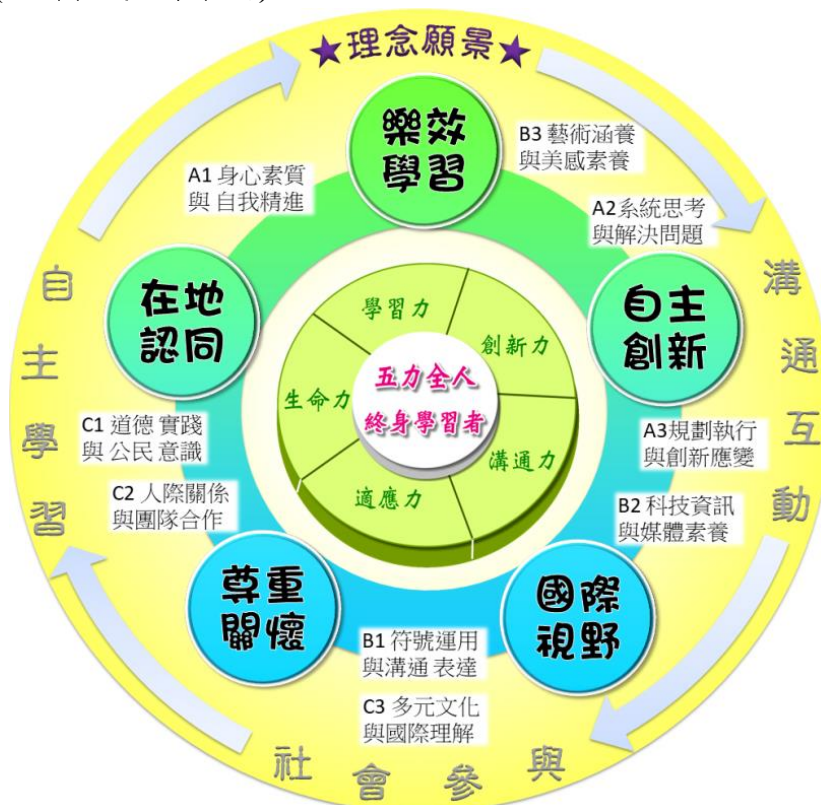 ★理念願景★
樂效
學習
B3 藝術涵養
與美感素養
A1 身心素質
與 自我精進
A2系統思考
與解決問題
在地
認同
自主
創新
學習力
創新力
生命力
溝通力
適應力
五力全人
終身學習者
C1 道德 實踐
與 公民 意識
A3規劃執行
與創新應變
C2 人際關係
與團隊合作
B2 科技資訊
與媒體素養
尊重
關懷
國際
視野
B1 符號運用
與溝通 表達
C3 多元文化
與國際理解
自主學習
溝通互動
社會參與